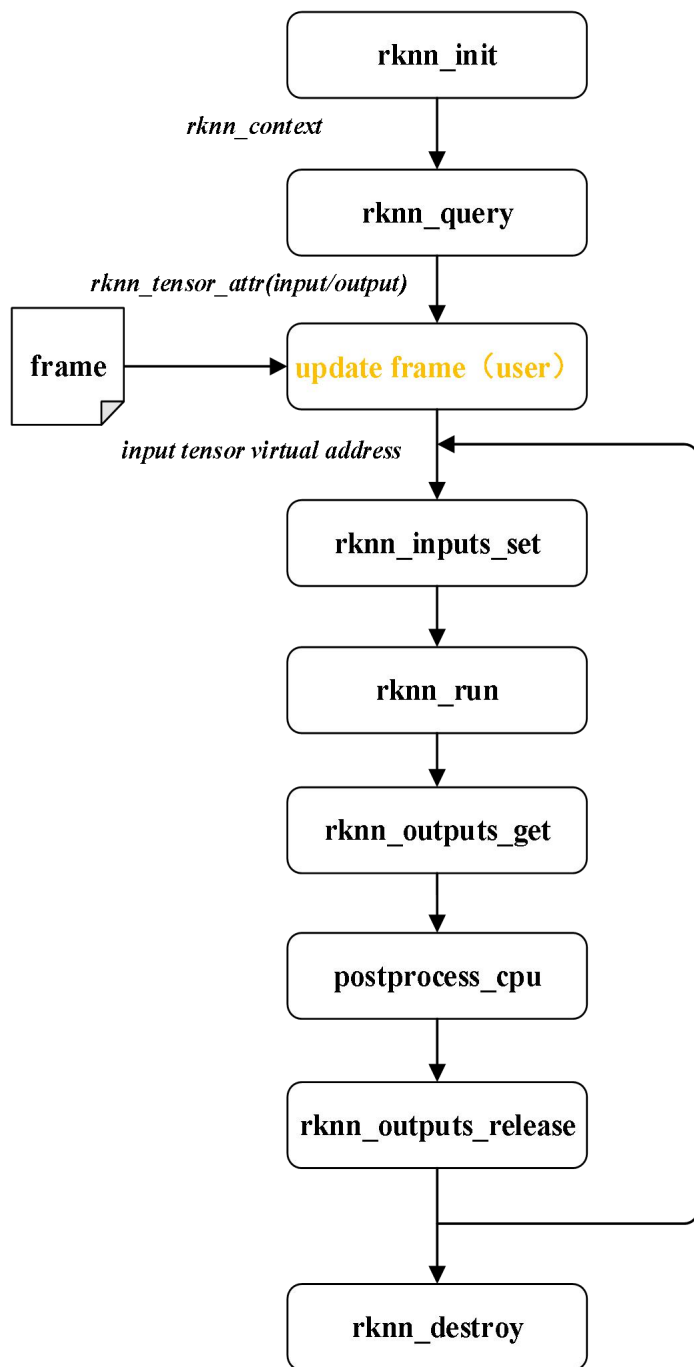 rknn_init
rknn_context
rknn_query
rknn_tensor_attr(input/output)
frame
update frame（user）
input tensor virtual address
rknn_inputs_set
rknn_run
rknn_outputs_get
postprocess_cpu
rknn_outputs_release
rknn_destroy